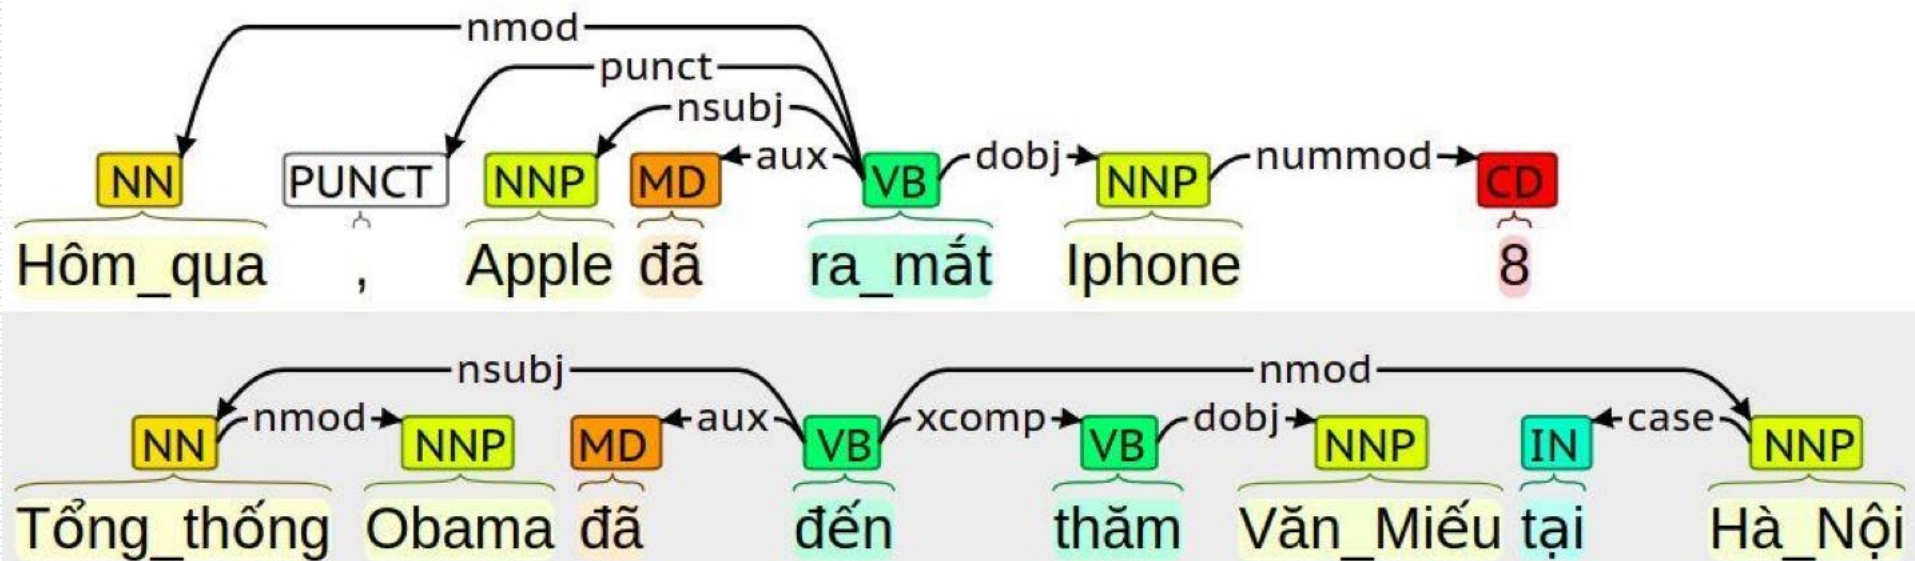 nmod
punct
nsubj
NN PUNCT NNP MD aux VB dobj NNP nummod CD
Hôm_qua , Apple đã ra_mắt Iphone 8
nsubj nmod
NN nmod NNP MD aux VB xcomp VB dobj NNP IN case NNP
Tổng_thống Obama đã đến thăm Văn_Miếu tại Hà_Nội